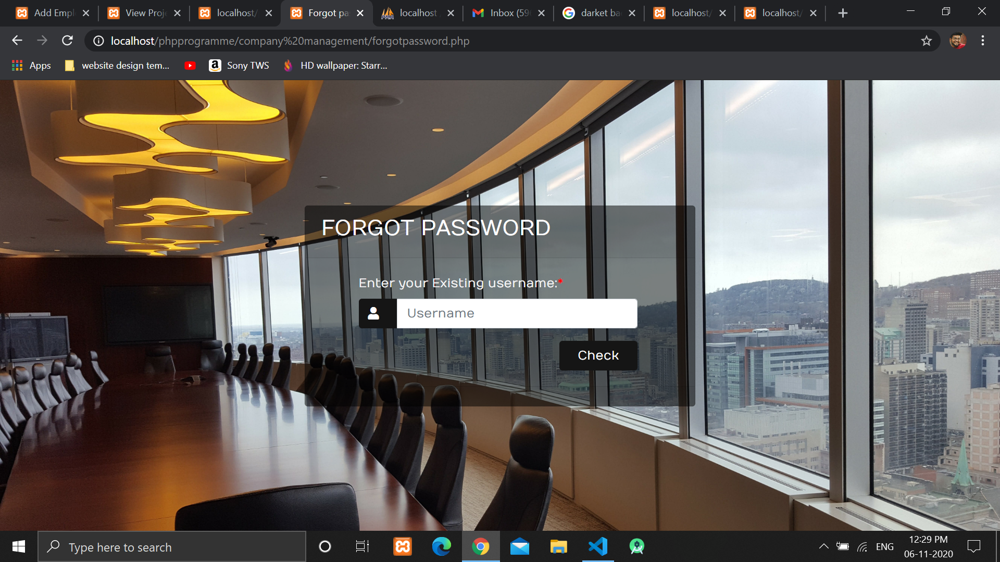 Add Empl
View Proje
localhost/
Forgot pa
localhost /
Inbox (596
darket ba
localhost/
localhost/
localhost/phpprogramme/company%20management/forgotpassword.php
Apps
website design tem...
Sony TWS
HD wallpaper: Starr...
FORGOT PASSWORD
Enter your Existing username:*
Username
Check
Type here to search
ENG
12:29 PM
06-11-2020